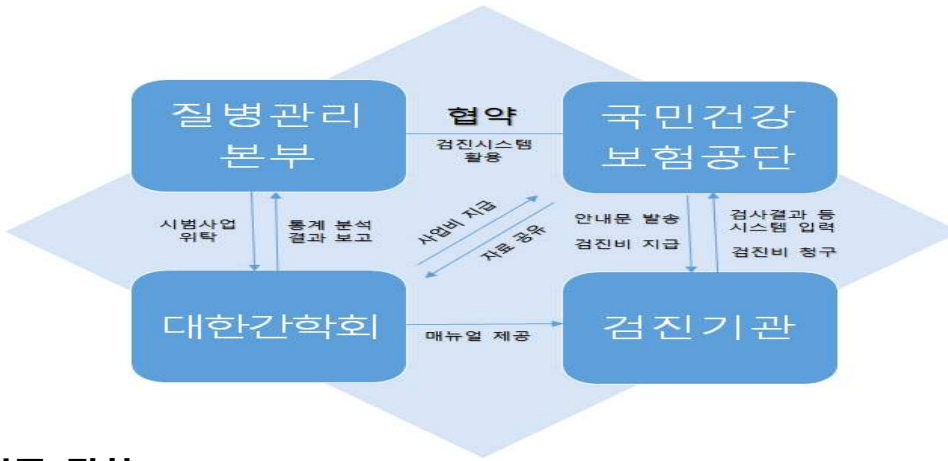 질병관리
본부
협약
검진시스템
활용
국민건강
보험공단
시범사업
위탁
통계 분석
결과 보고
사업비 지급
자료 공유
안내문 발송
검진비 지급
검사결과 등
시스템 입력
검진비 청구
대한간학회
매뉴얼 제공
검진기관